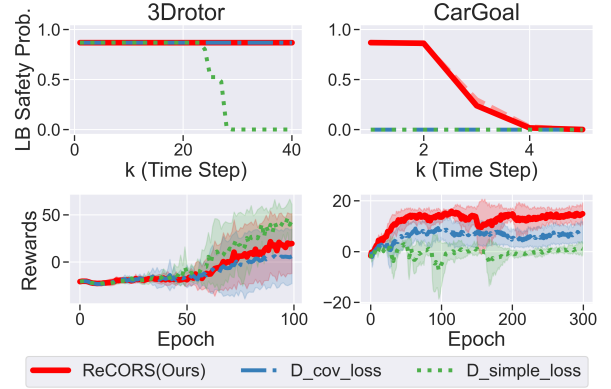 3Drotor
CarGoal
LB Safety Prob.
1.0
0.5
0.0
0
20
40
k (Time Step)
1.0
0.5
0.0
2
4
k (Time Step)
Rewards
50
0
0
50
100
Epoch
20
0
−20
0
100
200
300
Epoch
ReCORS(Ours)
D_cov_loss
D_simple_loss